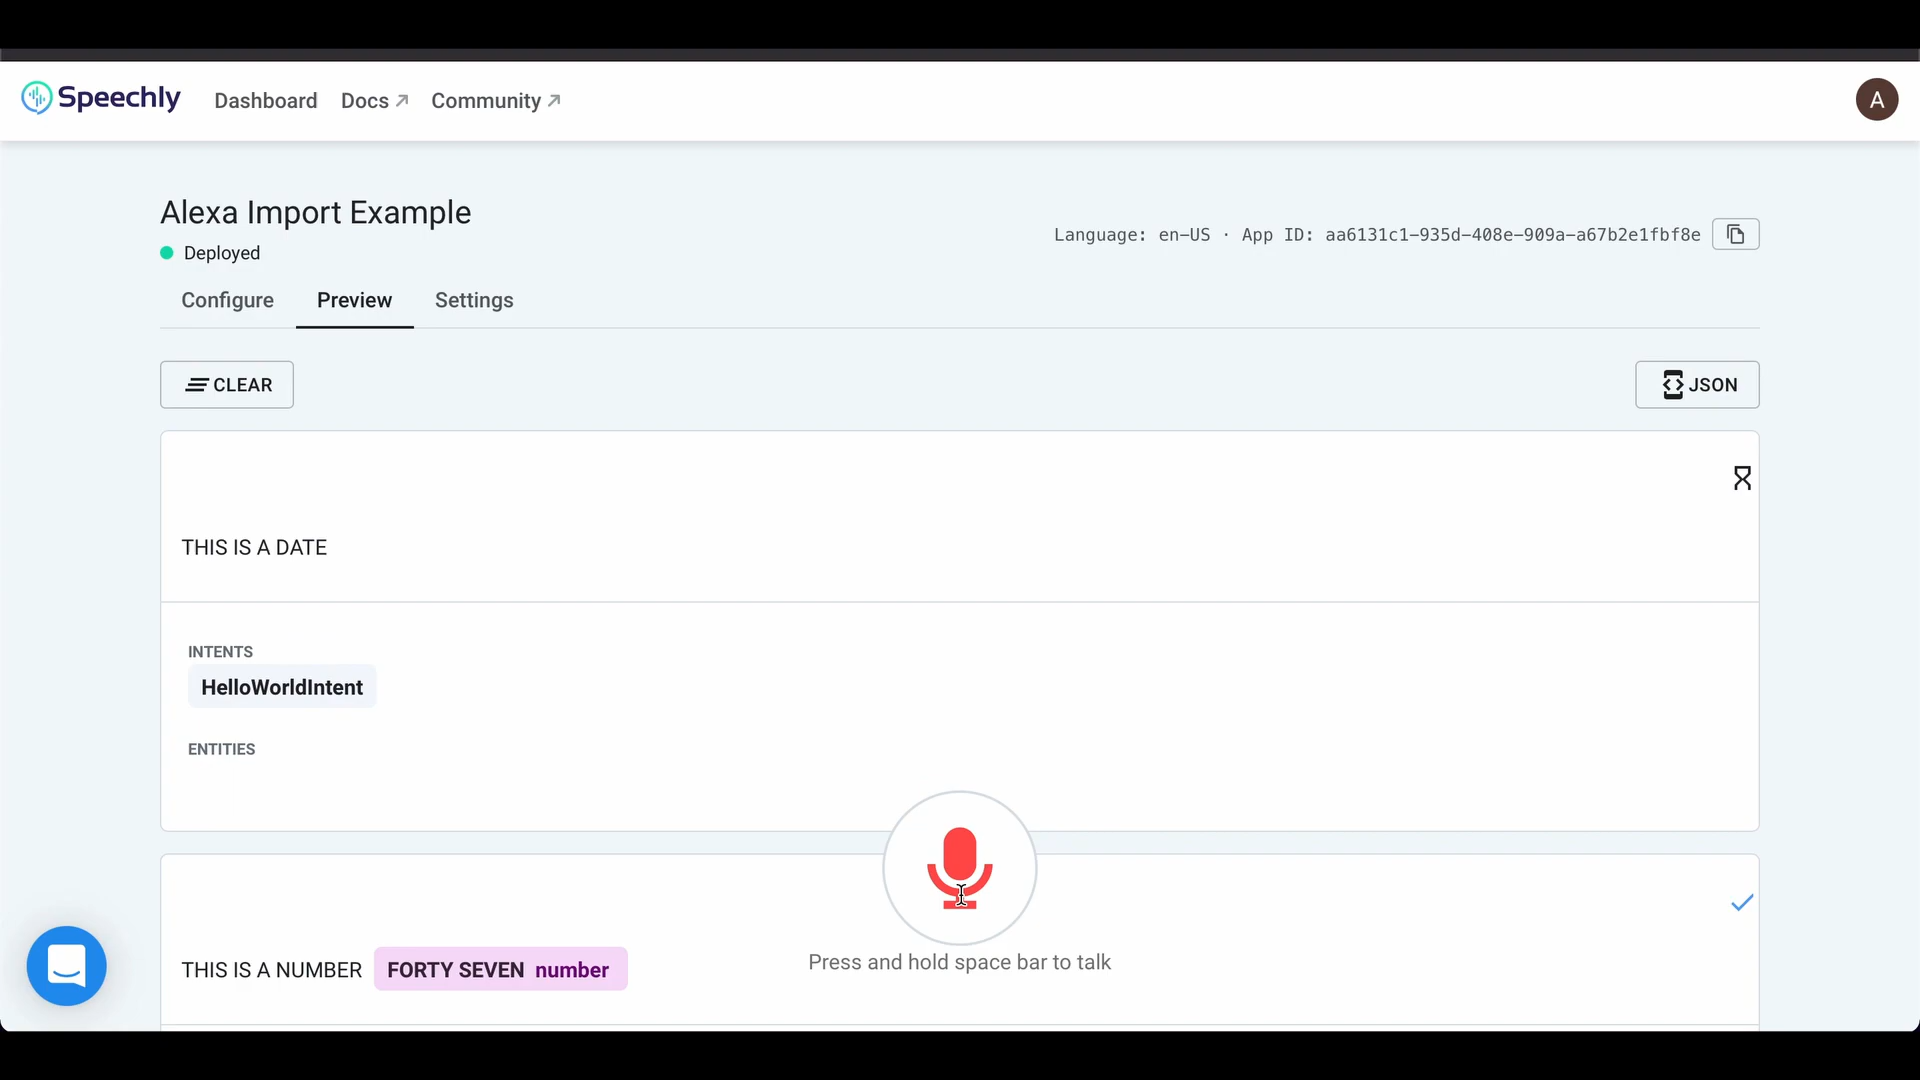 Speechly Dashboard Docs Community A
Alexa Import Example
Deployed
Language: en-US · App ID: aa6131c1-935d-408e-909a-a67b2e1fbf8e
Configure Preview Settings
CLEAR JSON
THIS IS A DATE
INTENTS
HelloWorldIntent
ENTITIES
THIS IS A NUMBER FORTY SEVEN number
Press and hold space bar to talk